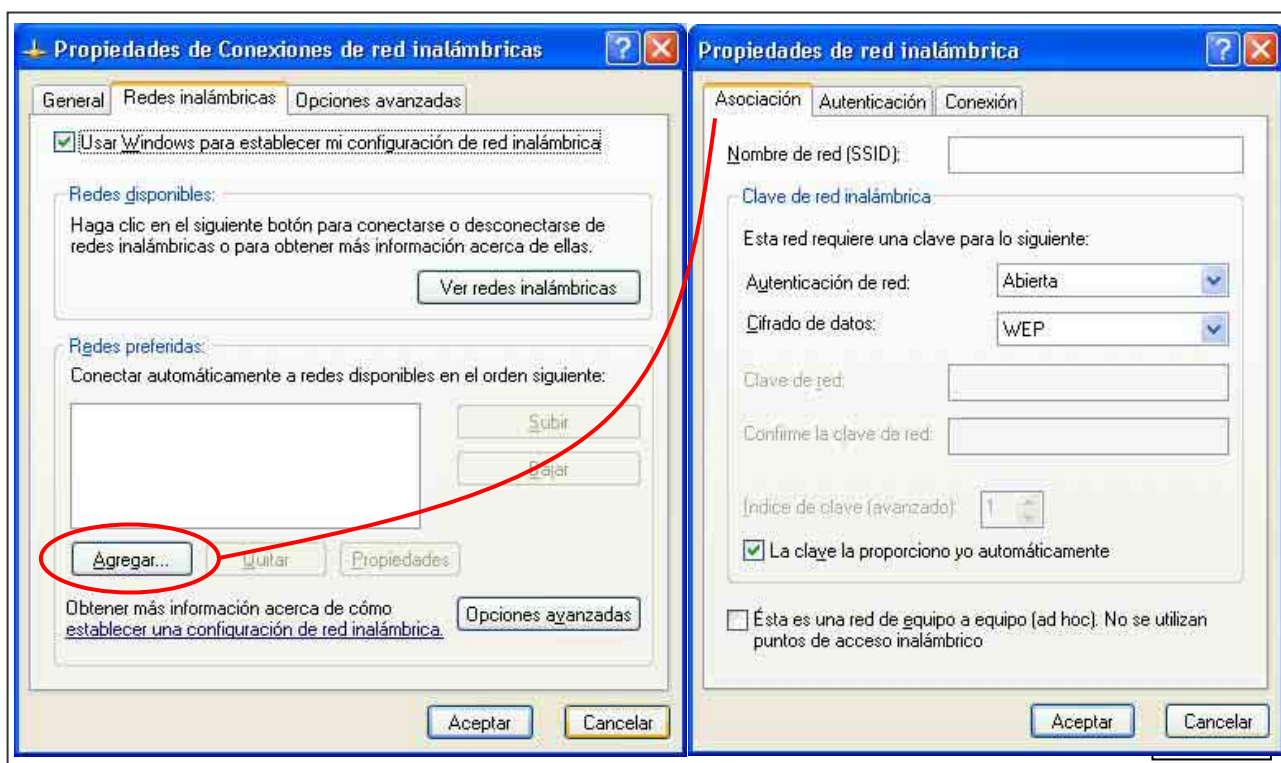 Propiedades de Conexiones de red inalámbricas
General
Redes inalámbricas
Opciones avanzadas
Usar Windows para establecer mi configuración de red inalámbrica
Redes disponibles:
Haga clic en el siguiente botón para conectarse o desconectarse de
redes inalámbricas o para obtener más información acerca de ellas.
Ver redes inalámbricas
Redes preferidas:
Conectar automáticamente a redes disponibles en el orden siguiente:
Subir
Bajar
Agregar...
Quitar
Propiedades
Obtener más información acerca de cómo
establecer una configuración de red inalámbrica.
Opciones avanzadas
Aceptar
Cancelar
Propiedades de red inalámbrica
Asociación
Autenticación
Conexión
Nombre de red (SSID):
Clave de red inalámbrica
Esta red requiere una clave para lo siguiente:
Autenticación de red:
Abierta
Cifrado de datos:
WEP
Clave de red:
Confirme la clave de red:
Índice de clave (avanzado):
1
La clave la proporciono yo automáticamente
Ésta es una red de equipo a equipo (ad hoc). No se utilizan
puntos de acceso inalámbrico
Aceptar
Cancelar